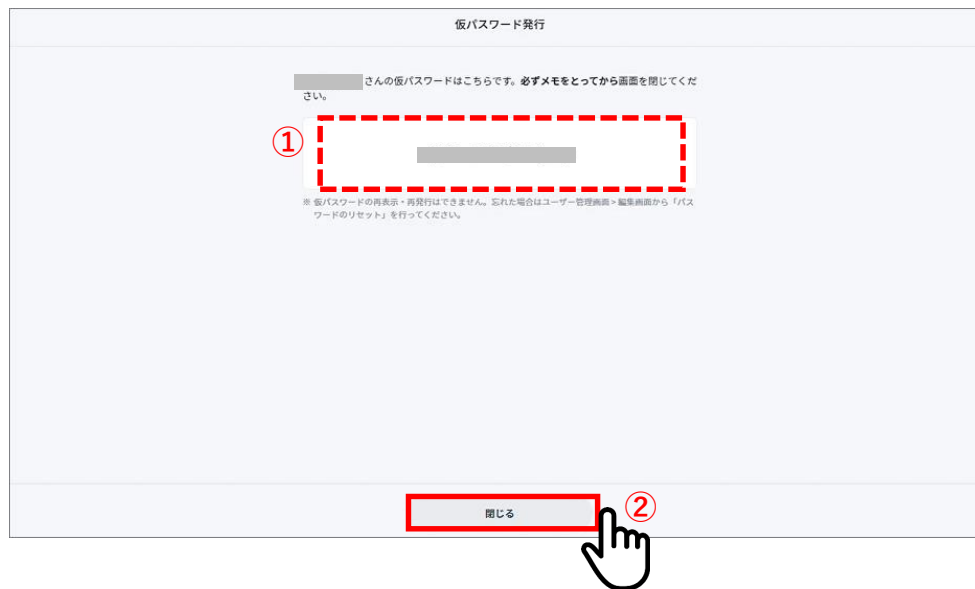 仮パスワード発行
さんの仮パスワードはこちらです。必ずメモをとってから画面を閉じてくだ
さい。
①
※ 仮パスワードの再表示・再発行はできません。忘れた場合はユーザー管理画面＞編集画面から「パス
ワードのリセット」を行ってください。
閉じる
②